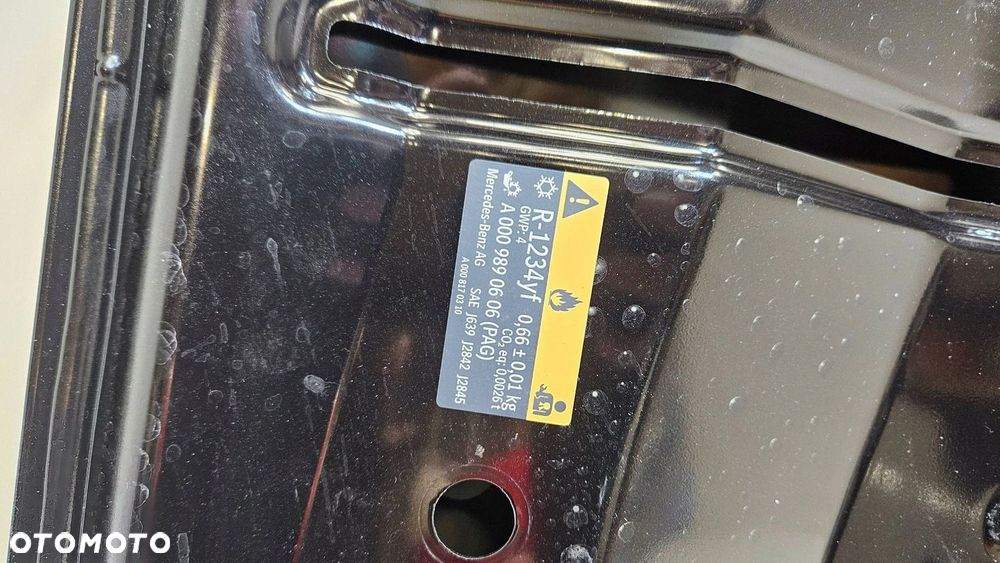 R-1234yf 0,66 ± 0,01 kg
GWP: 4 CO₂ eq: 0,0026 t
A 000 989 06 06 (PAG)
Mercedes-Benz AG SAE J639 J2842 J2845
A 000 817 03 10
OTOMOTO